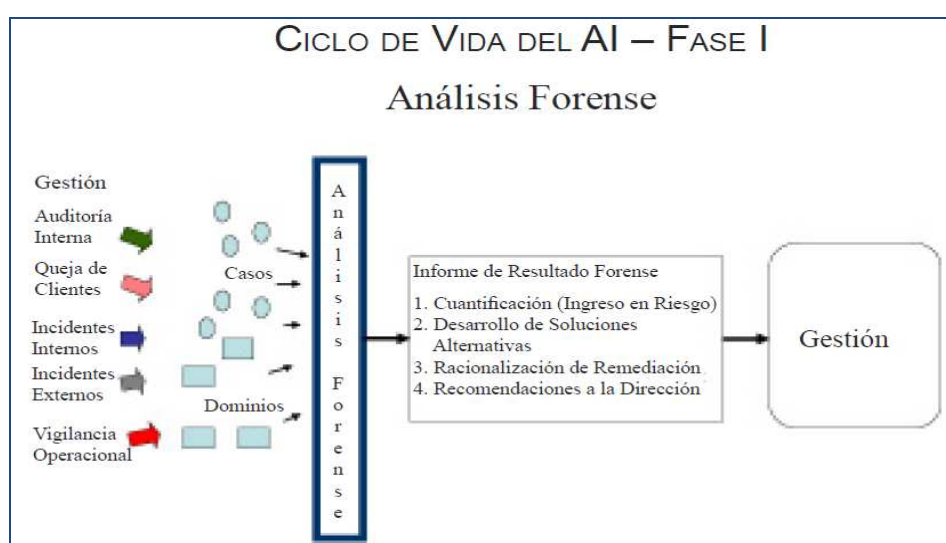 CICLO DE VIDA DEL AI – FASE I
Análisis Forense
Gestión
Auditoría
Interna
Queja de
Clientes
Incidentes
Internos
Incidentes
Externos
Vigilancia
Operacional
Casos
Dominios
Análisis Forense
Informe de Resultado Forense
1. Cuantificación (Ingreso en Riesgo)
2. Desarrollo de Soluciones
Alternativas
3. Racionalización de Remediación
4. Recomendaciones a la Dirección
Gestión